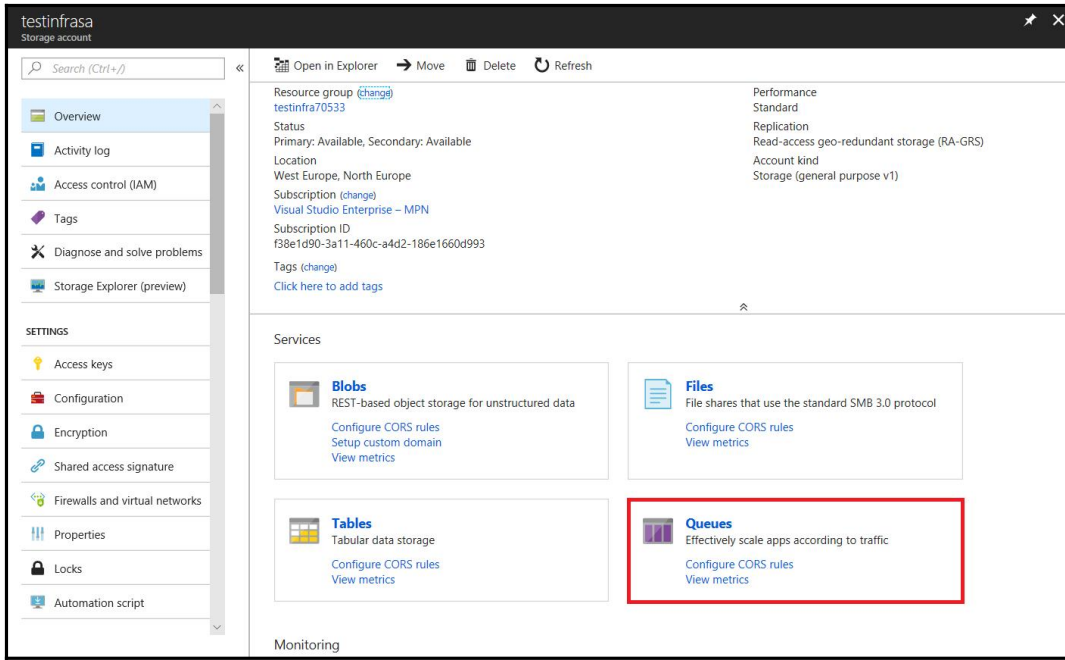 testinfrasa
Storage account
Search (Ctrl+/)
Overview
Activity log
Access control (IAM)
Tags
Diagnose and solve problems
Storage Explorer (preview)
SETTINGS
Access keys
Configuration
Encryption
Shared access signature
Firewalls and virtual networks
Properties
Locks
Automation script
Open in Explorer Move Delete Refresh
Resource group (change)
testinfra70533
Status
Primary: Available, Secondary: Available
Location
West Europe, North Europe
Subscription (change)
Visual Studio Enterprise – MPN
Subscription ID
f38e1d90-3a11-460c-a4d2-186e1660d993
Tags (change)
Click here to add tags
Performance
Standard
Replication
Read-access geo-redundant storage (RA-GRS)
Account kind
Storage (general purpose v1)
Services
Blobs
REST-based object storage for unstructured data
Configure CORS rules
Setup custom domain
View metrics
Files
File shares that use the standard SMB 3.0 protocol
Configure CORS rules
View metrics
Tables
Tabular data storage
Configure CORS rules
View metrics
Queues
Effectively scale apps according to traffic
Configure CORS rules
View metrics
Monitoring